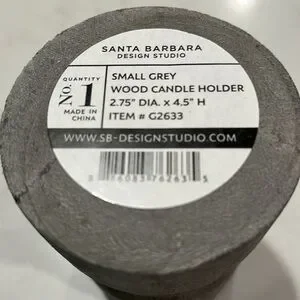 SANTA BARBARA
DESIGN STUDIO
QUANTITY
No. 1
MADE IN
CHINA
SMALL GREY
WOOD CANDLE HOLDER
2.75" DIA. x 4.5" H
ITEM # G2633
WWW.SB-DESIGNSTUDIO.COM